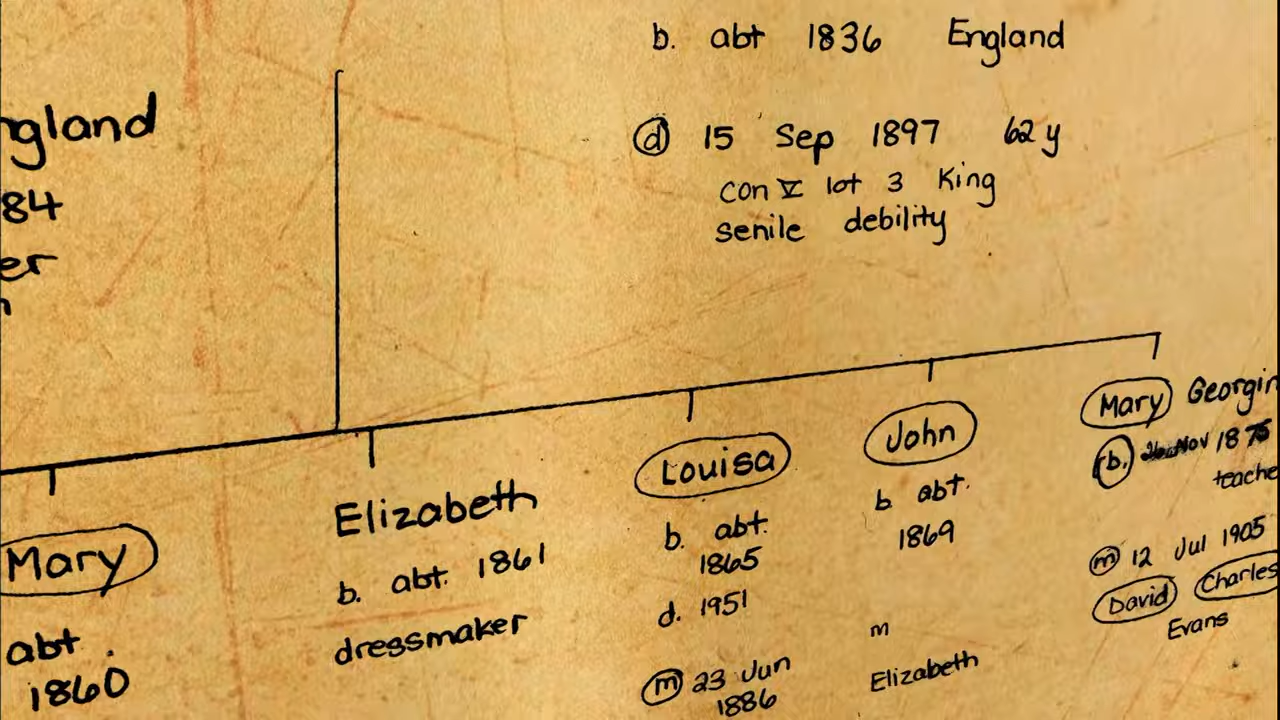 b. abt 1836 England
ngland
d 15 Sep 1897 62 y
84
con V lot 3 King
er
senile debility
Mary Georgin
John
b. Nov 1875
Louisa
teache
b abt.
Elizabeth
1869
b. abt.
1865
Mary
m 12 Jul 1905
b. abt. 1861
David Charles
d. 1951
Evans
dressmaker
m
abt.
Elizabeth
1860
m 23 Jun
1886